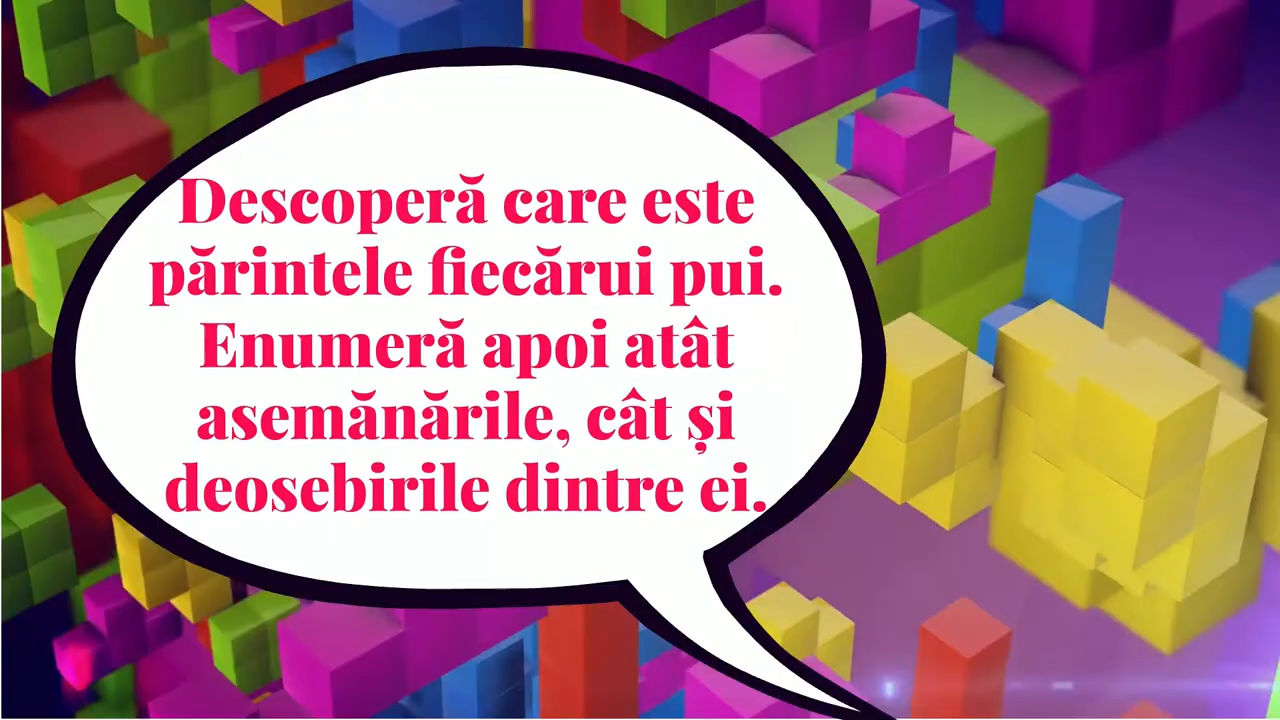 Descoperă care este
părintele fiecărui pui.
Enumeră apoi atât
asemănările, cât și
deosebirile dintre ei.